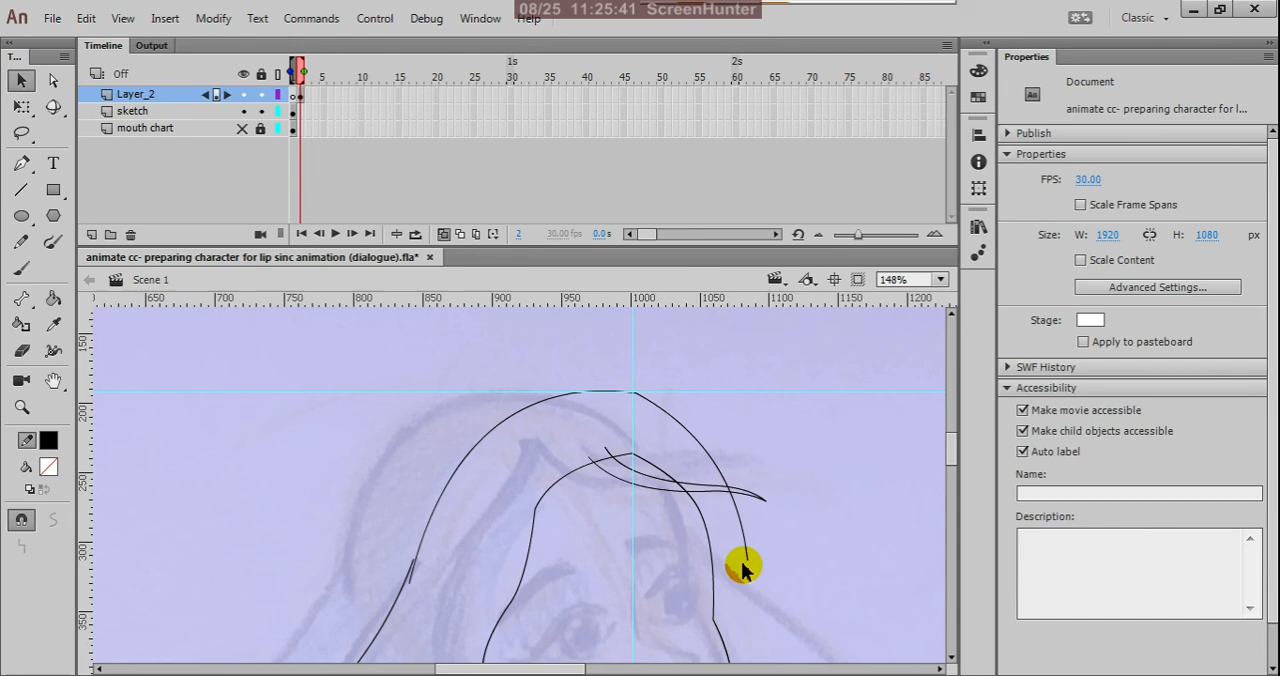 08/25 11:25:41 ScreenHunter
An File Edit View Insert Modify Text Commands Control Debug Window Help Classic
T... Timeline Output Properties
Off 5 10 15 20 25 1s 30 35 40 45 50 55 2s 60 65 70 75 80 85
Layer_2
sketch
mouth chart
2 30.00 fps 0.0s
animate cc- preparing character for lip sinc animation (dialogue).fla*
Scene 1 148%
650 700 750 800 850 900 950 1000 1050 1100 1150 1200
150
200
250
300
350
Document
An animate cc- preparing character for l...
Publish
Properties
FPS: 30.00
Scale Frame Spans
Size: W: 1920 H: 1080 px
Scale Content
Advanced Settings...
Stage:
Apply to pasteboard
SWF History
Accessibility
Make movie accessible
Make child objects accessible
Auto label
Name:
Description: